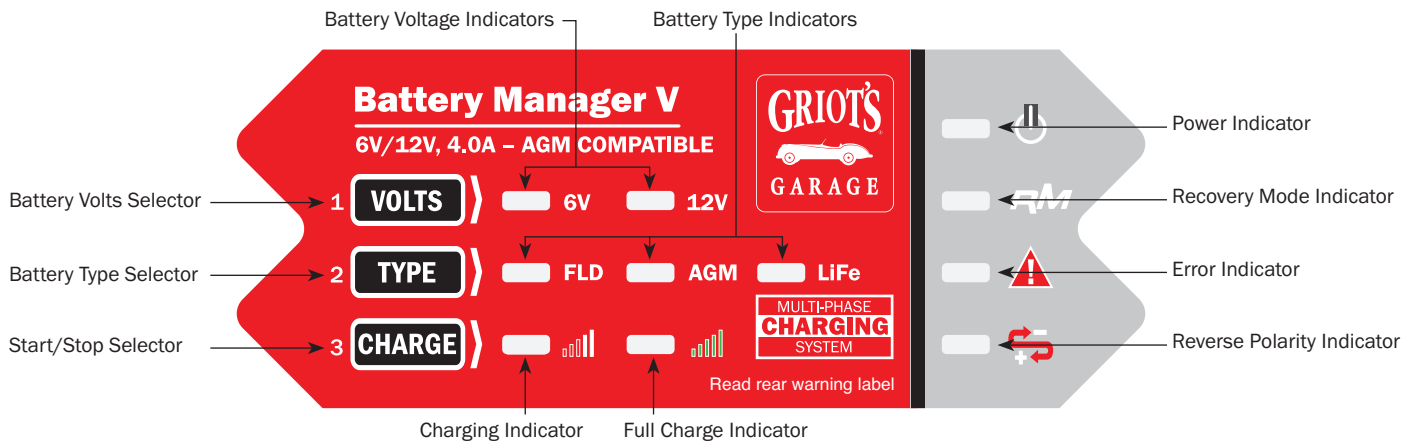 Battery Voltage Indicators
Battery Type Indicators
Battery Manager V
6V/12V, 4.0A – AGM COMPATIBLE
GRIOT'S
GARAGE
Power Indicator
Battery Volts Selector
1 VOLTS 6V 12V
RM
Recovery Mode Indicator
Battery Type Selector
2 TYPE FLD AGM LiFe
!
Error Indicator
MULTI-PHASE
CHARGING
SYSTEM
Start/Stop Selector
3 CHARGE
– +
Reverse Polarity Indicator
Read rear warning label
Charging Indicator
Full Charge Indicator